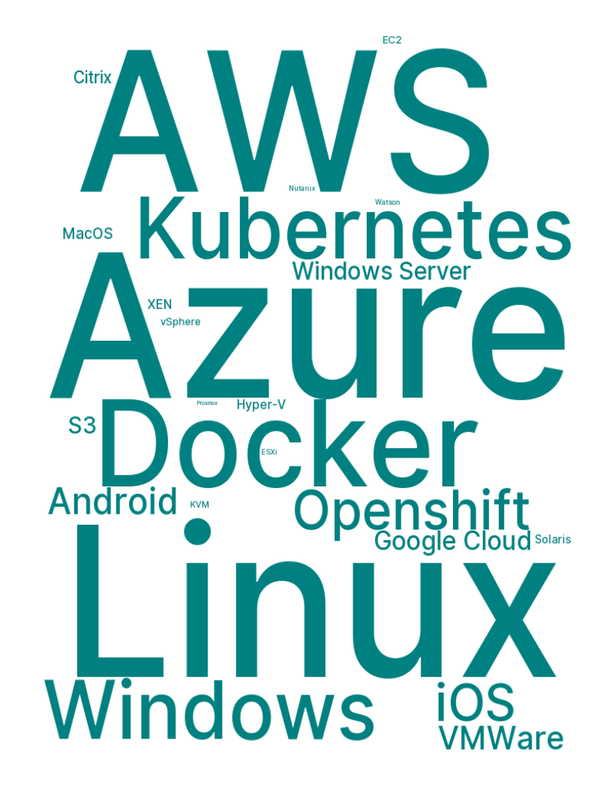 EC2
AWS
Citrix
Nutanix
Watson
Kubernetes
MacOS
Windows Server
Azure
XEN
vSphere
Proxmox
Hyper-V
S3
Docker
ESXi
Android
KVM
Openshift
Google Cloud
Solaris
Linux
Windows
iOS
VMWare